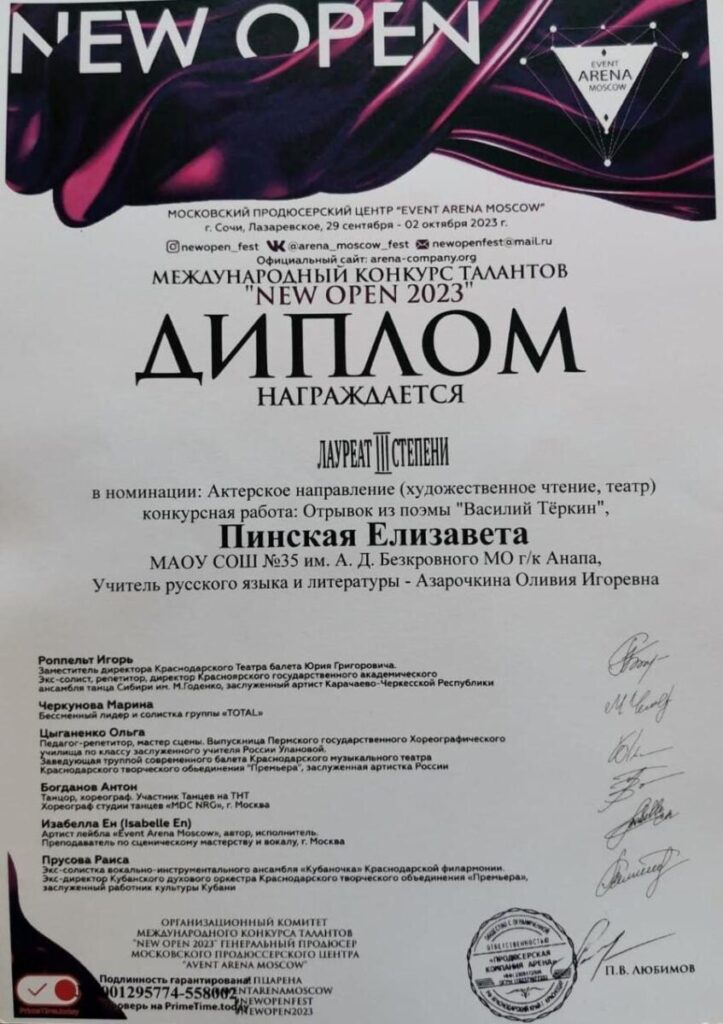 NEW OPEN
EVENT
ARENA
MOSCOW
МОСКОВСКИЙ ПРОДЮСЕРСКИЙ ЦЕНТР "EVENT ARENA MOSCOW"
г. Сочи, Лазаревское, 29 сентября - 02 октября 2023 г.
newopen_fest @arena_moscow_fest newopenfest@mail.ru
Официальный сайт: arena-company.org
МЕЖДУНАРОДНЫЙ КОНКУРС ТАЛАНТОВ
"NEW OPEN 2023"
ДИПЛОМ
НАГРАЖДАЕТСЯ
ЛАУРЕАТ III СТЕПЕНИ
в номинации: Актерское направление (художественное чтение, театр)
конкурсная работа: Отрывок из поэмы "Василий Тёркин",
Пинская Елизавета
МАОУ СОШ №35 им. А. Д. Безкровного МО г/к Анапа,
Учитель русского языка и литературы - Азарочкина Оливия Игоревна
Роппельт Игорь
Заместитель директора Краснодарского Театра балета Юрия Григоровича.
Экс-солист, репетитор, директор Красноярского государственного академического
ансамбля танца Сибири им. М.Годенко, заслуженный артист Карачаево-Черкесской Республики
Черкунова Марина
Бессменный лидер и солистка группы «TOTAL»
Цыганенко Ольга
Педагог-репетитор, мастер сцены. Выпускница Пермского государственного Хореографического
училища по классу заслуженного учителя России Улановой.
Заведующая труппой современного балета Краснодарского музыкального театра
Краснодарского творческого обьединения "Премьера", заслуженная артистка России
Богданов Антон
Танцор, хореограф. Участник Танцев на ТНТ
Хореограф студии танцев «MDC NRG», г. Москва
Изабелла Ен (Isabelle En)
Артист лейбла «Event Arena Moscow», автор, исполнитель.
Преподаватель по сценическому мастерству и вокалу, г. Москва
Прусова Раиса
Экс-солистка вокально-инструментального ансамбля «Кубаночка» Краснодарской филармонии.
Экс-директор Кубанского духового оркестра Краснодарского творческого объединения «Премьера»,
заслуженный работник культуры Кубани
ОРГАНИЗАЦИОННЫЙ КОМИТЕТ
МЕЖДУНАРОДНОГО КОНКУРСА ТАЛАНТОВ
"NEW OPEN 2023" ГЕНЕРАЛЬНЫЙ ПРОДЮСЕР
МОСКОВСКОГО ПРОДЮССЕРСКОГО ЦЕНТРА
"AVENT ARENA MOSCOW"
Подлинность гарантирована!
001295774-558002
на PrimeTime.today
PrimeTime.today
#NEWOPEN2023
ОТВЕТСТВЕННОСТЬЮ
«ПРОДЮСЕРСКАЯ
КОМПАНИЯ АРЕНА»
П.В. ЛЮБИМОВ